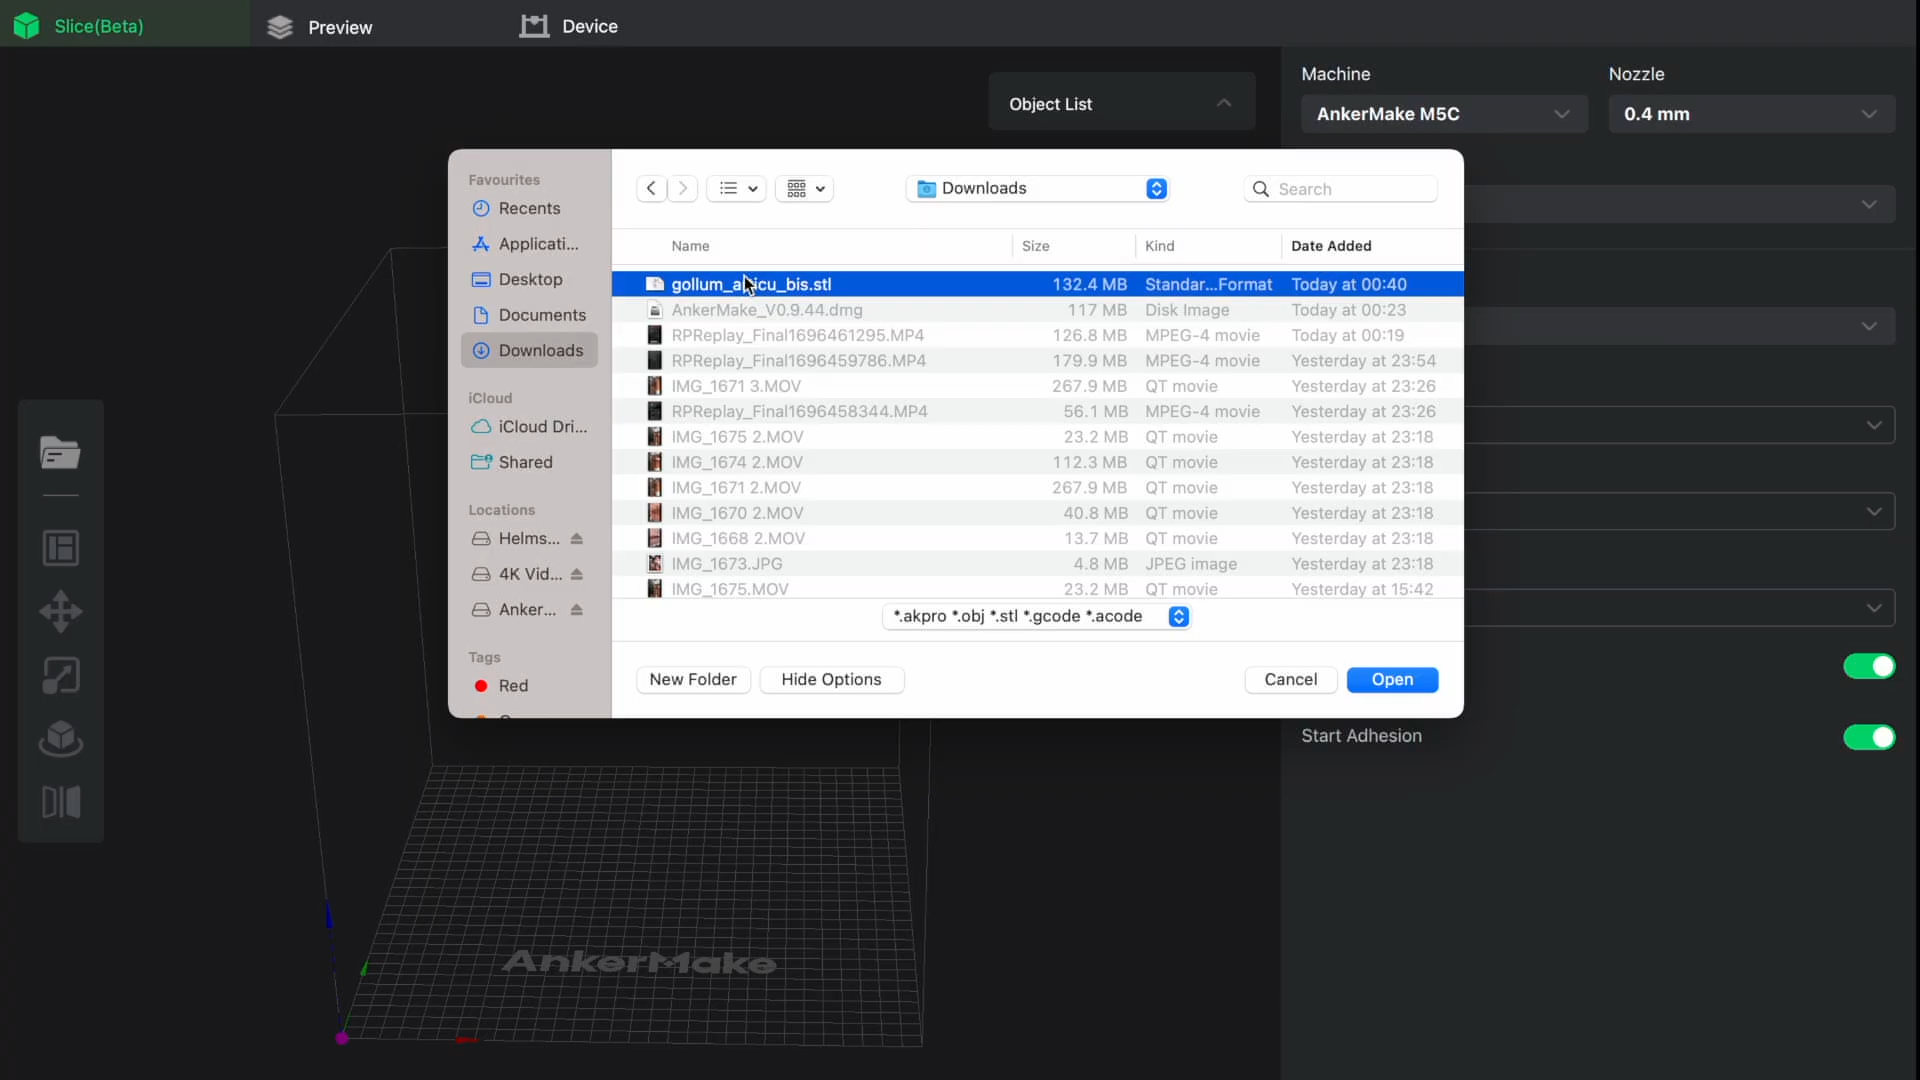 Slice(Beta)
Preview
Device
Object List
Machine
Nozzle
AnkerMake M5C
0.4 mm
Favourites
Recents
Applicati...
Desktop
Documents
Downloads
iCloud
iCloud Dri...
Shared
Locations
Helms...
4K Vid...
Anker...
Tags
Red
Downloads
Search
Name Size Kind Date Added
132.4 MB Standar...Format Today at 00:40
AnkerMake_V0.9.44.dmg 117 MB Disk Image Today at 00:23
RPReplay_Final1696461295.MP4 126.8 MB MPEG-4 movie Today at 00:19
RPReplay_Final1696459786.MP4 179.9 MB MPEG-4 movie Yesterday at 23:54
IMG_1671 3.MOV 267.9 MB QT movie Yesterday at 23:26
RPReplay_Final1696458344.MP4 56.1 MB MPEG-4 movie Yesterday at 23:26
IMG_1675 2.MOV 23.2 MB QT movie Yesterday at 23:18
IMG_1674 2.MOV 112.3 MB QT movie Yesterday at 23:18
IMG_1671 2.MOV 267.9 MB QT movie Yesterday at 23:18
IMG_1670 2.MOV 40.8 MB QT movie Yesterday at 23:18
IMG_1668 2.MOV 13.7 MB QT movie Yesterday at 23:18
IMG_1673.JPG 4.8 MB JPEG image Yesterday at 23:18
IMG_1675.MOV 23.2 MB QT movie Yesterday at 15:42
*.akpro *.obj *.stl *.gcode *.acode
New Folder
Hide Options
Cancel
Open
Start Adhesion
AnkerMake